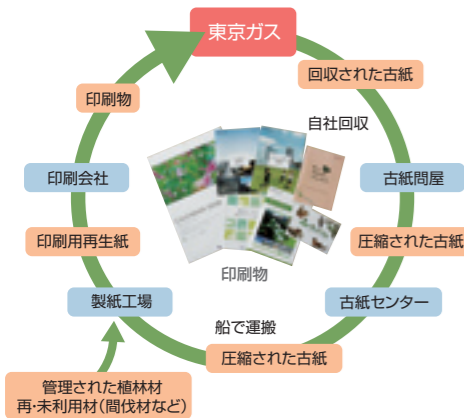 東京ガス
回収された古紙
自社回収
古紙問屋
圧縮された古紙
古紙センター
船で運搬
圧縮された古紙
管理された植林材
再・未利用材(間伐材など)
製紙工場
印刷用再生紙
印刷会社
印刷物
印刷物